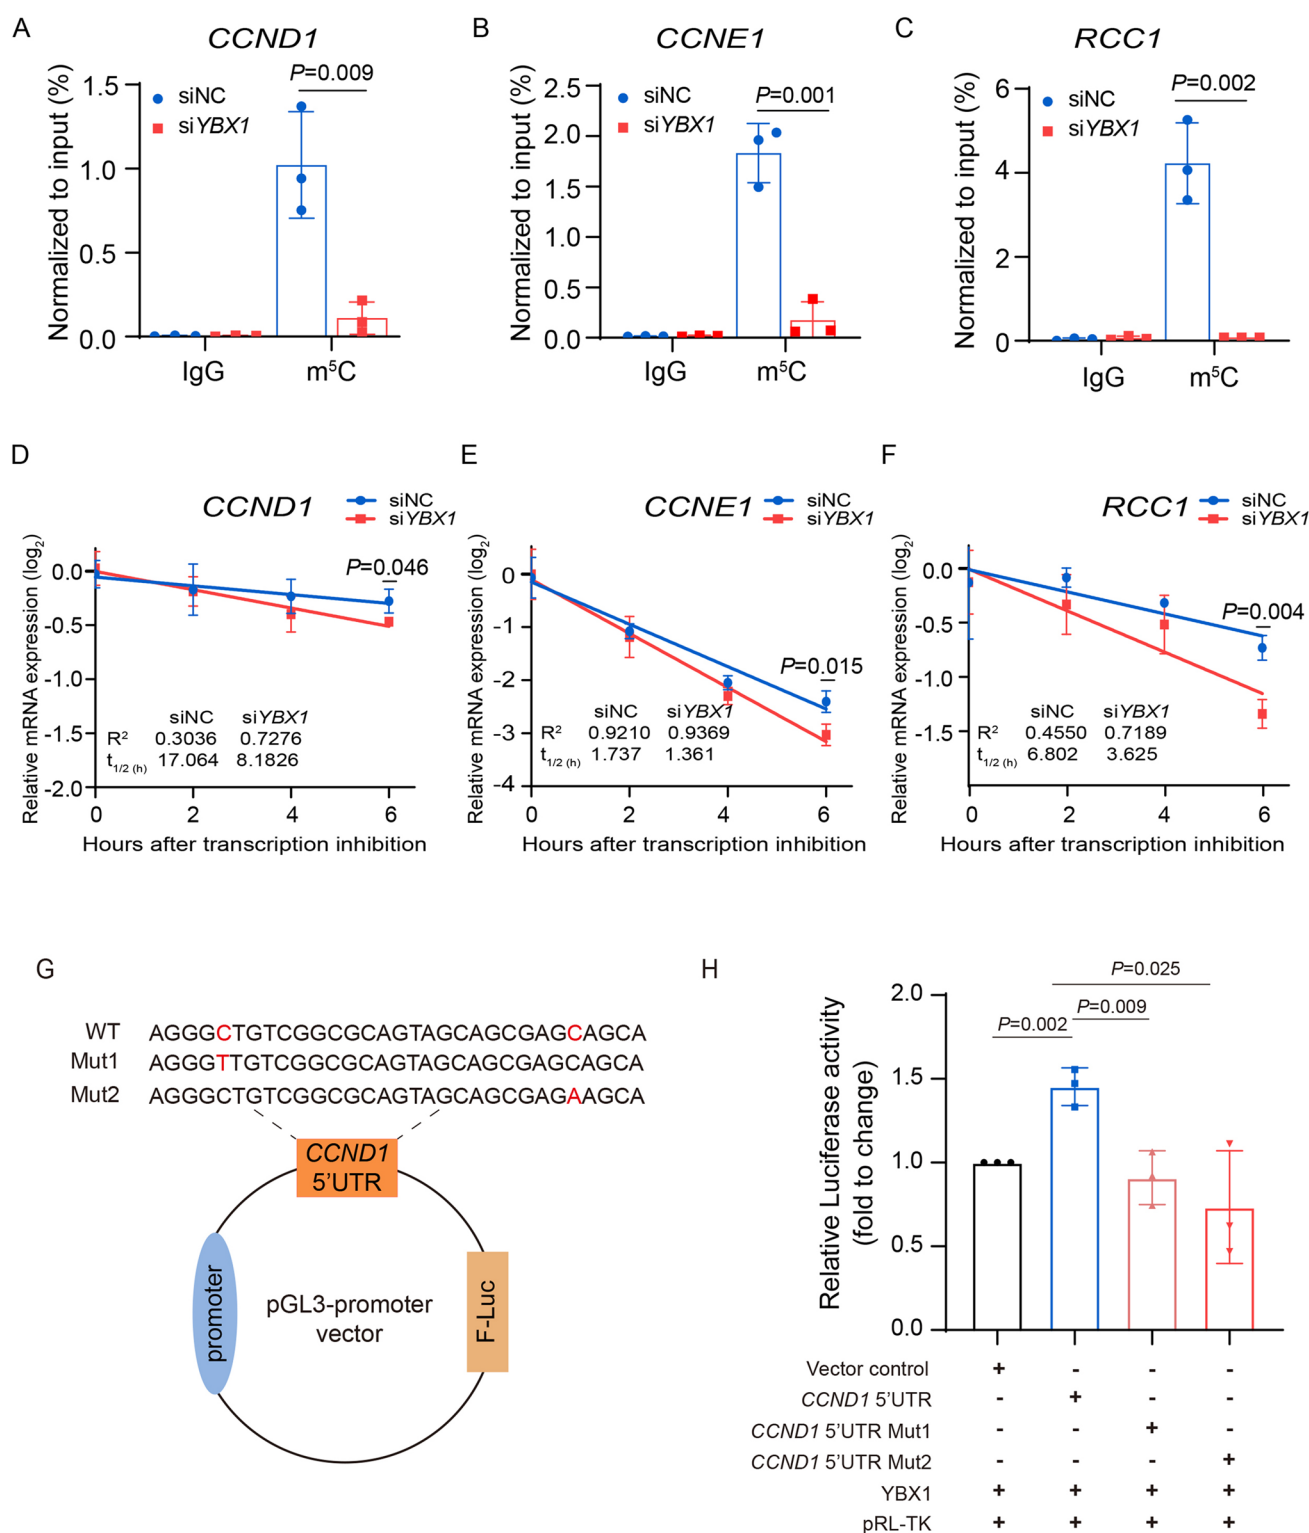 A
CCND1
Normalized to input (%)
1.5
1.0
0.5
0.0
siNC
siYBX1
P=0.009
IgG
m⁵C
B
CCNE1
Normalized to input (%)
2.5
2.0
1.5
1.0
0.5
0.0
siNC
siYBX1
P=0.001
IgG
m⁵C
C
RCC1
Normalized to input (%)
6
4
2
0
siNC
siYBX1
P=0.002
IgG
m⁵C
D
CCND1
siNC
siYBX1
Relative mRNA expression (log₂)
0.0
-0.5
-1.0
-1.5
-2.0
P=0.046
siNC siYBX1
R² 0.3036 0.7276
t1/2 (h) 17.064 8.1826
0 2 4 6
Hours after transcription inhibition
E
CCNE1
siNC
siYBX1
Relative mRNA expression (log₂)
0
-1
-2
-3
-4
P=0.015
siNC siYBX1
R² 0.9210 0.9369
t1/2 (h) 1.737 1.361
0 2 4 6
Hours after transcription inhibition
F
RCC1
siNC
siYBX1
Relative mRNA expression (log₂)
0.0
-0.5
-1.0
-1.5
P=0.004
siNC siYBX1
R² 0.4550 0.7189
t1/2 (h) 6.802 3.625
0 2 4 6
Hours after transcription inhibition
G
WT AGGGCTGTCGGCGCAGTAGCAGCGAGCAGCA
Mut1 AGGGTTGTCGGCGCAGTAGCAGCGAGCAGCA
Mut2 AGGGCTGTCGGCGCAGTAGCAGCGAGAAGCA
CCND1
5'UTR
promoter
pGL3-promoter
vector
F-Luc
H
Relative Luciferase activity
(fold to change)
2.0
1.5
1.0
0.5
0.0
P=0.025
P=0.009
P=0.002
Vector control + - - -
CCND1 5'UTR - + - -
CCND1 5'UTR Mut1 - - + -
CCND1 5'UTR Mut2 - - - +
YBX1 + + + +
pRL-TK + + + +